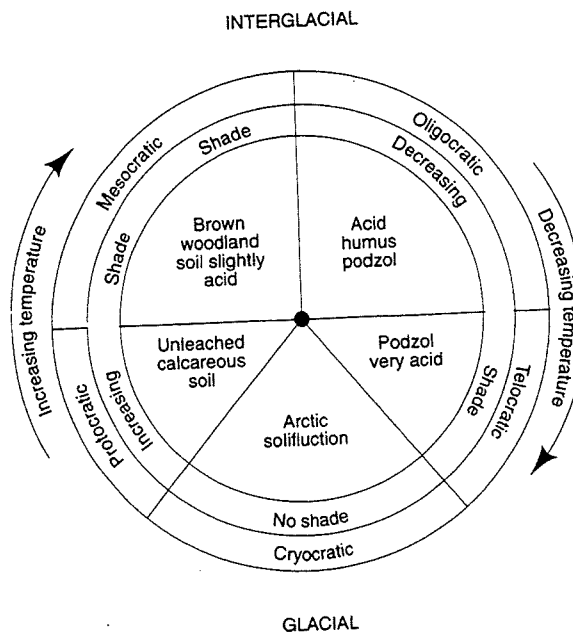 INTERGLACIAL
Mesocratic
Oligocratic
Shade
Shade
Decreasing
Increasing temperature
Decreasing temperature
Brown
woodland
soil slightly
acid
Acid
humus
podzol
Unleached
calcareous
soil
Podzol
very acid
Protocratic
Increasing
Arctic
solifluction
Shade
Telocratic
No shade
Cryocratic
GLACIAL